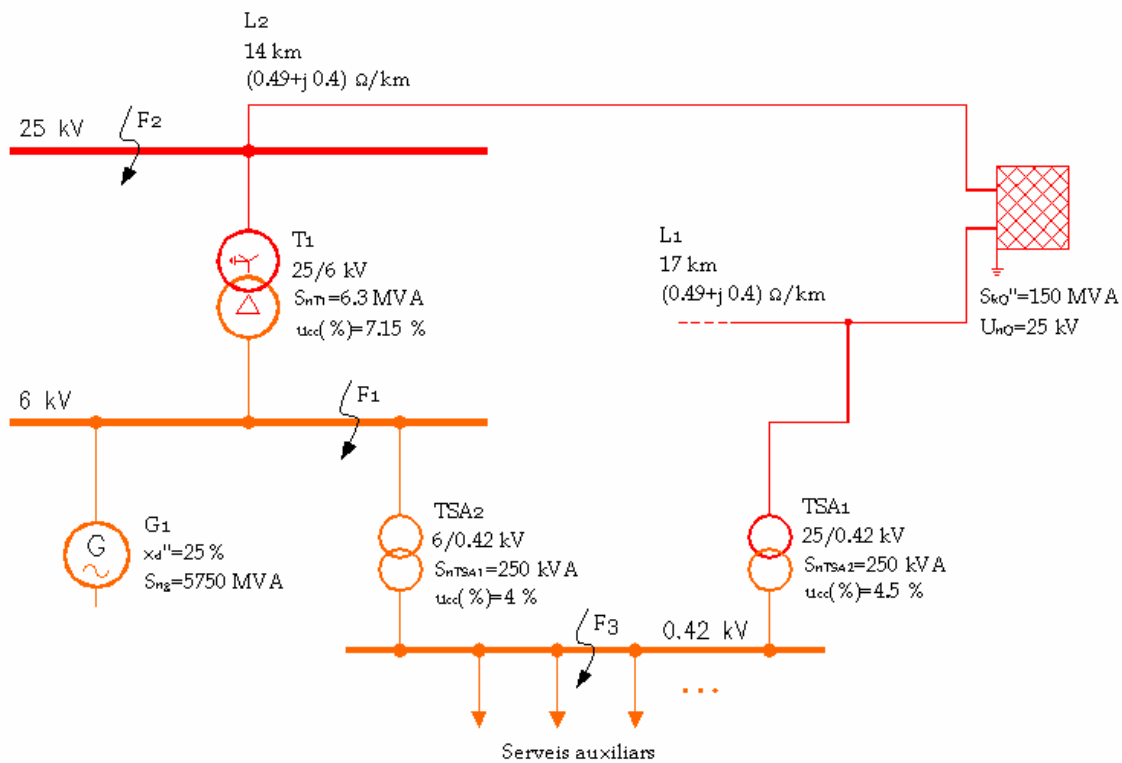 L2
14 km
(0.49+j 0.4) Ω/km
25 kV
F2
T1
25/6 kV
SnT1=6.3 MVA
ucc(%)=7.15 %
L1
17 km
(0.49+j 0.4) Ω/km
SkQ"=150 MVA
UnQ=25 kV
6 kV
F1
G1
xd"=25 %
Sng=5750 MVA
G
TSA2
6/0.42 kV
SnTSA1=250 kVA
ucc(%)=4 %
TSA1
25/0.42 kV
SnTSA2=250 kVA
ucc(%)=4.5 %
F3
0.42 kV
...
Serveis auxiliars